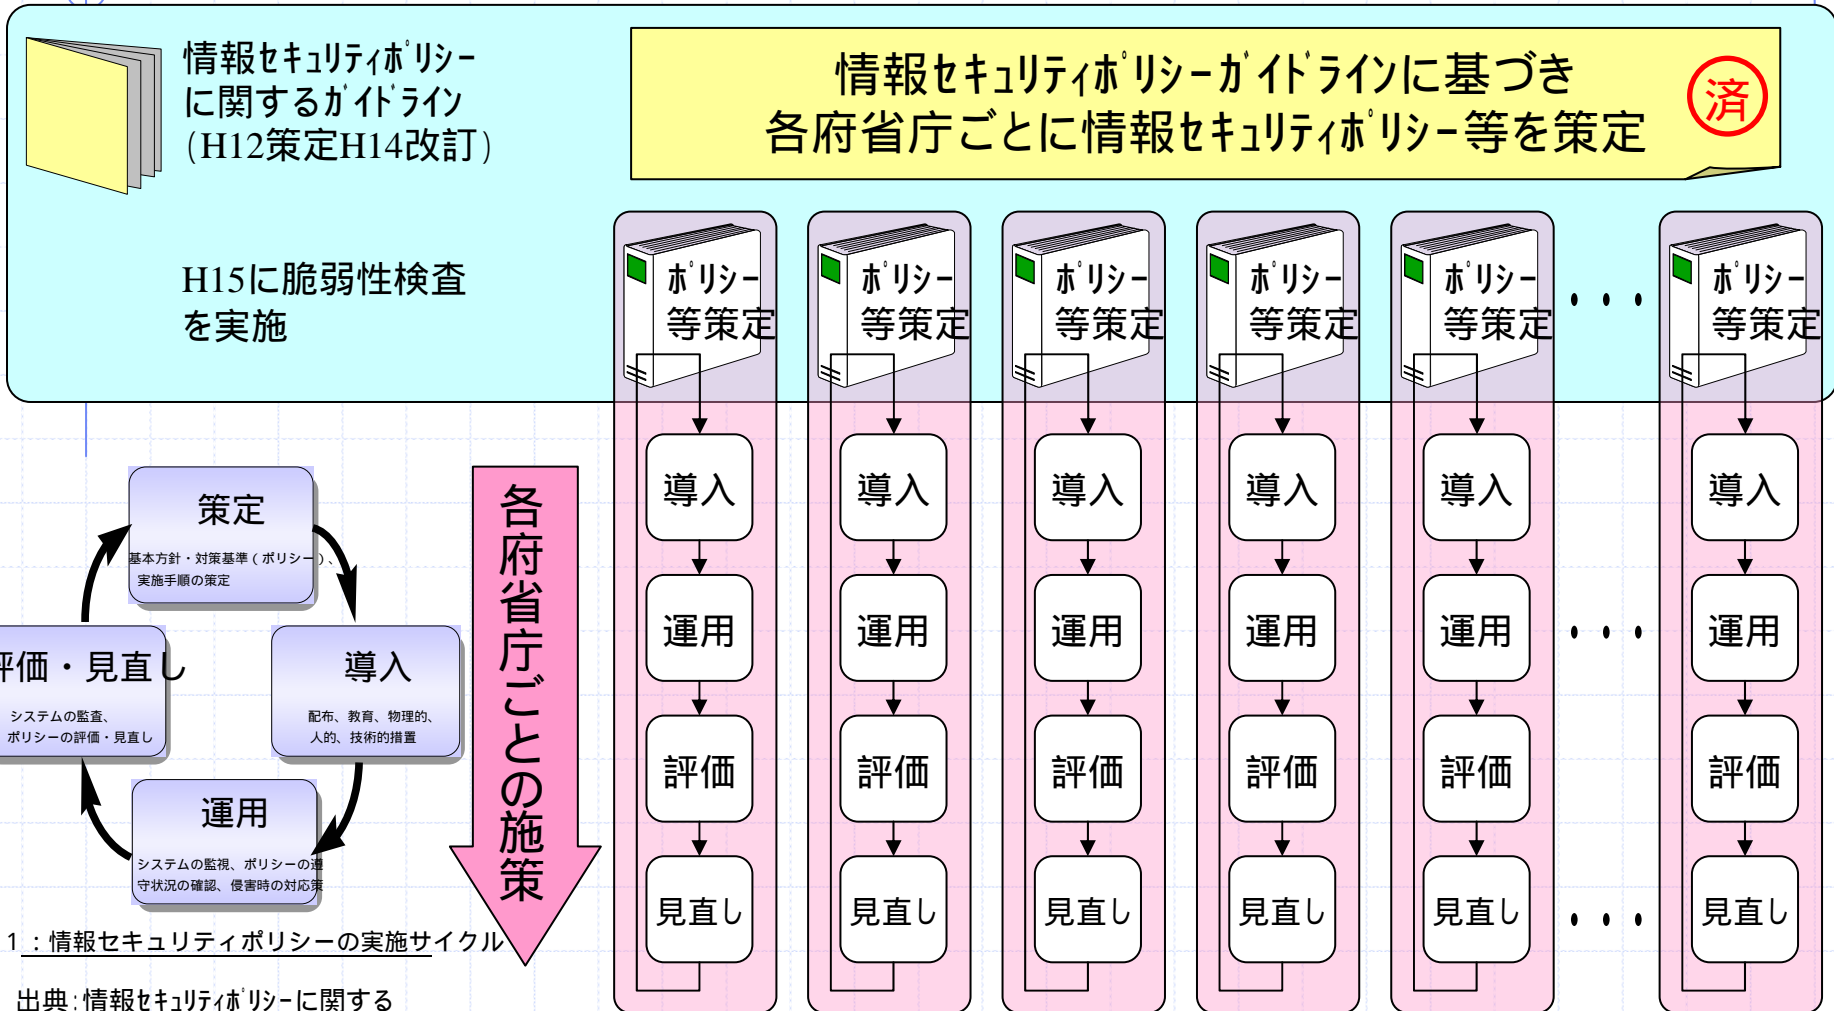 情報セキュリティポリシー
に関するガイドライン
(H12策定H14改訂)
H15に脆弱性検査
を実施
情報セキュリティポリシーガイドラインに基づき
各府省庁ごとに情報セキュリティポリシー等を策定
済
ポリシー
等策定
ポリシー
等策定
ポリシー
等策定
ポリシー
等策定
ポリシー
等策定
・・・
ポリシー
等策定
導入
導入
導入
導入
導入
導入
運用
運用
運用
運用
運用
・・・
運用
評価
評価
評価
評価
評価
評価
見直し
見直し
見直し
見直し
見直し
・・・
見直し
各府省庁ごとの施策
策定
基本方針・対策基準(ポリシー)、
実施手順の策定
導入
配布、教育、物理的、
人的、技術的措置
運用
システムの監視、ポリシーの遵
守状況の確認、侵害時の対応策
評価・見直し
システムの監査、
ポリシーの評価・見直し
1:情報セキュリティポリシーの実施サイクル
出典:情報セキュリティポリシーに関する